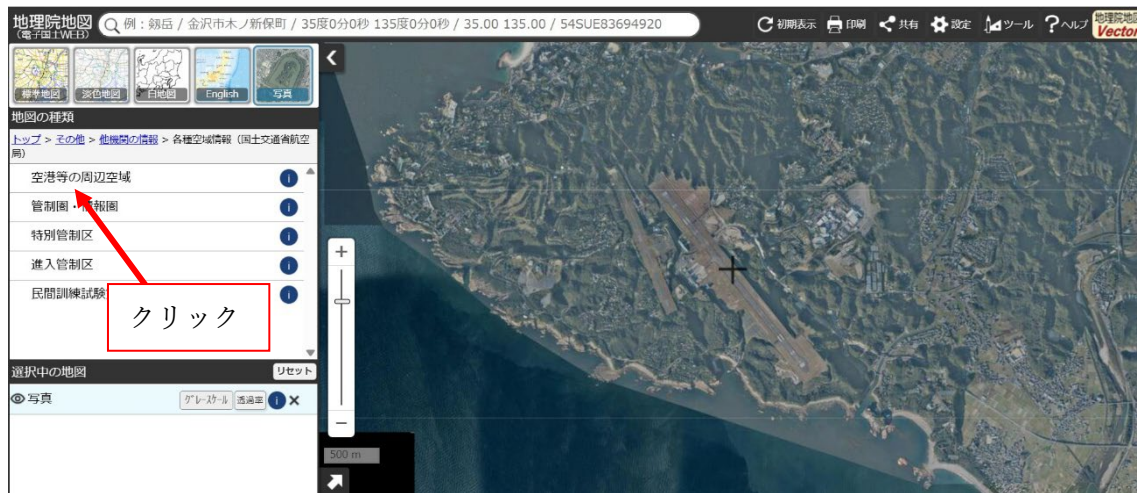 地理院地図
(電子国土WEB)
例：剱岳 / 金沢市木ノ新保町 / 35度0分0秒 135度0分0秒 / 35.00 135.00 / 54SUE83694920
初期表示 印刷 共有 設定 ツール ヘルプ
地理院地図
Vector
標準地図 淡色地図 白地図 English 写真
地図の種類
トップ > その他 > 他機関の情報 > 各種空域情報（国土交通省航空
局）
空港等の周辺空域
管制圏・情報圏
特別管制区
進入管制区
民間訓練試験
クリック
選択中の地図 リセット
写真 グレースケール 透過率
500 m